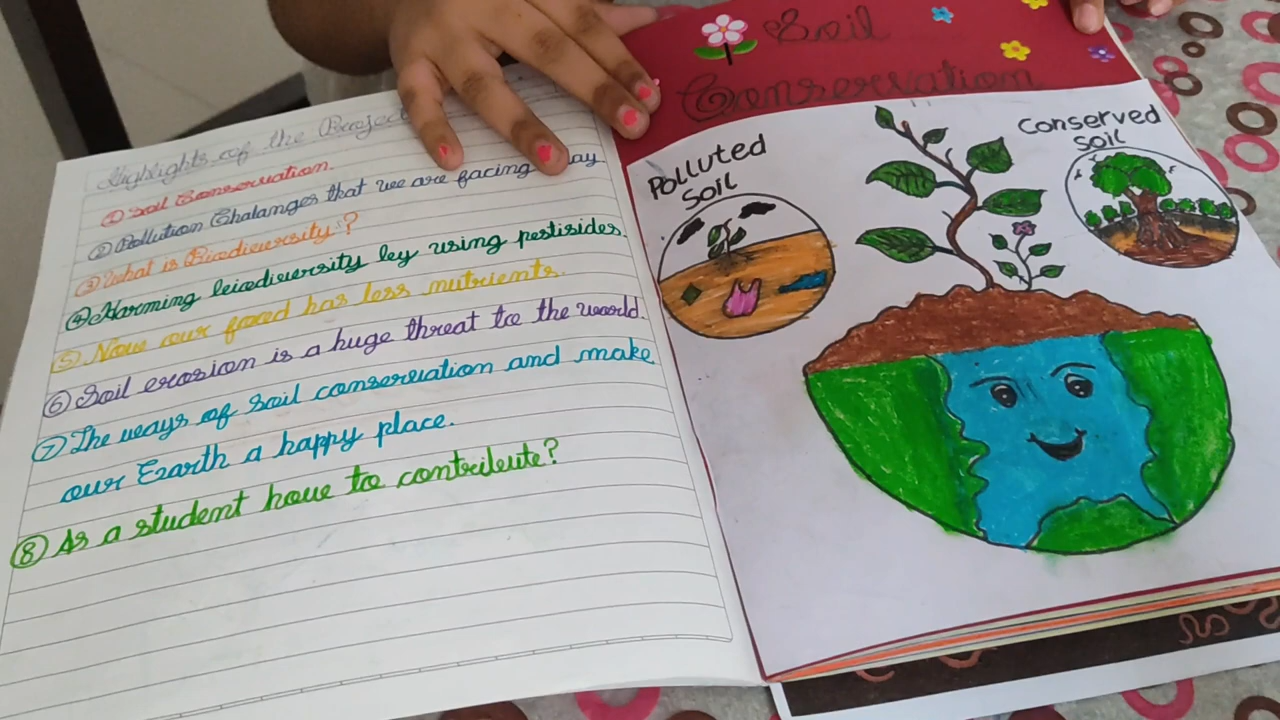 Highlights of the Project
① Soil Conservation.
② Pollution Chalanges that we are facing
③ What is Biodiversity?
④ Harming biodiversity by using pestisides.
⑤ Now our food has less nutrients.
⑥ Soil erosion is a huge threat to the world.
⑦ The ways of soil conservation and make
our Earth a happy place.
⑧ As a student how to contribute?
Soil
Conservation
Polluted
Soil
Conserved
Soil